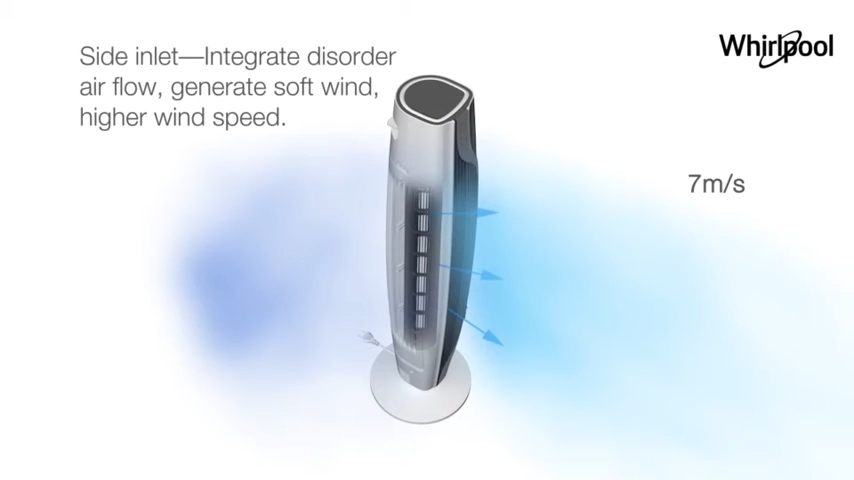 Side inlet—Integrate disorder
air flow, generate soft wind,
higher wind speed.
Whirlpool
7m/s